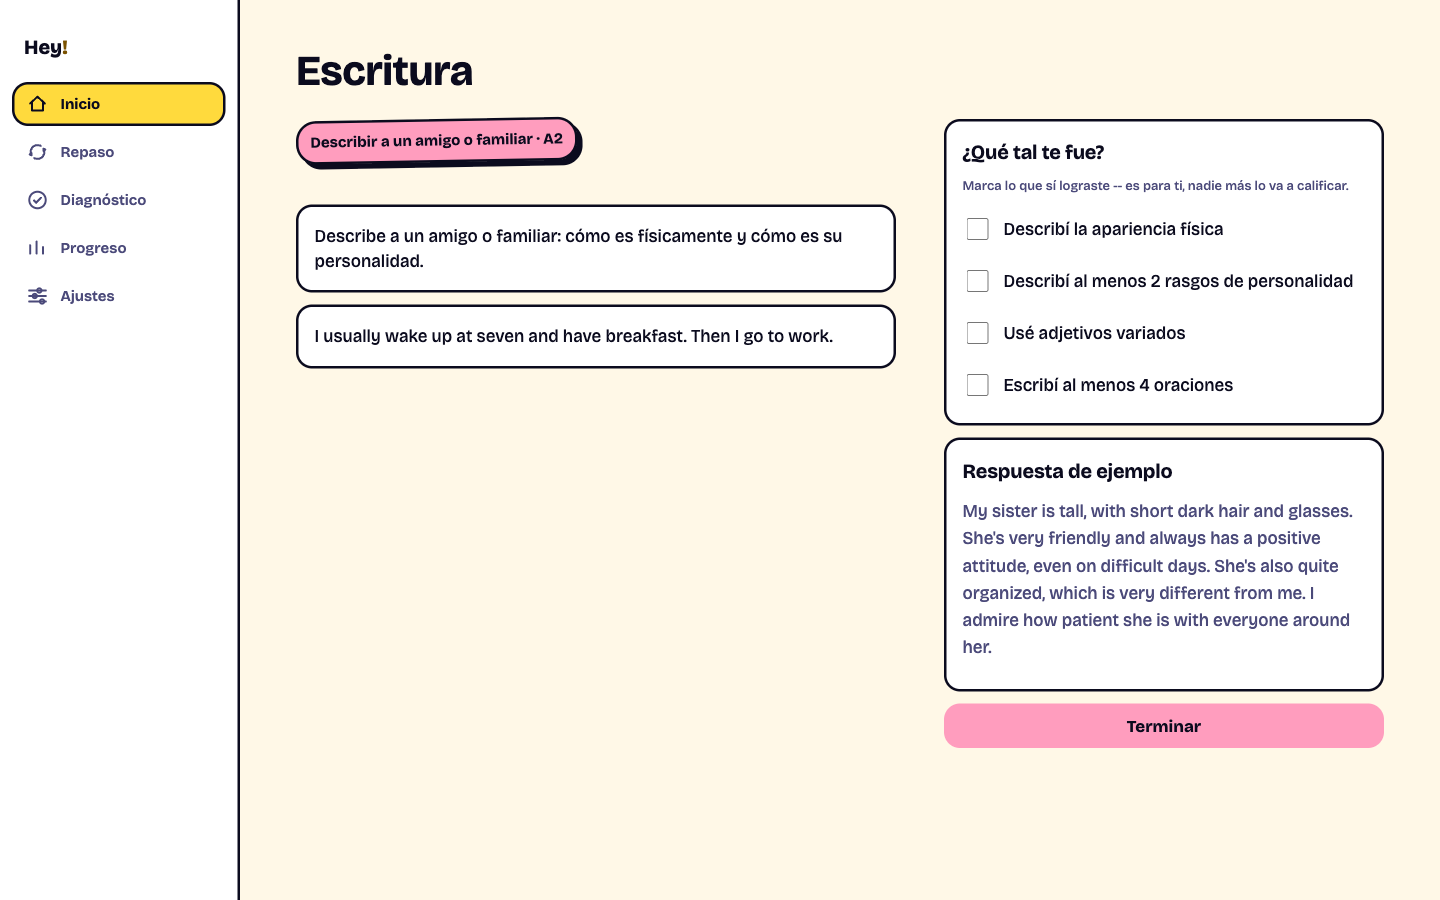 Hey!
Inicio
Repaso
Diagnóstico
Progreso
Ajustes
Escritura
Describir a un amigo o familiar · A2
Describe a un amigo o familiar: cómo es físicamente y cómo es su
personalidad.
I usually wake up at seven and have breakfast. Then I go to work.
¿Qué tal te fue?
Marca lo que sí lograste -- es para ti, nadie más lo va a calificar.
Describí la apariencia física
Describí al menos 2 rasgos de personalidad
Usé adjetivos variados
Escribí al menos 4 oraciones
Respuesta de ejemplo
My sister is tall, with short dark hair and glasses.
She's very friendly and always has a positive
attitude, even on difficult days. She's also quite
organized, which is very different from me. I
admire how patient she is with everyone around
her.
Terminar